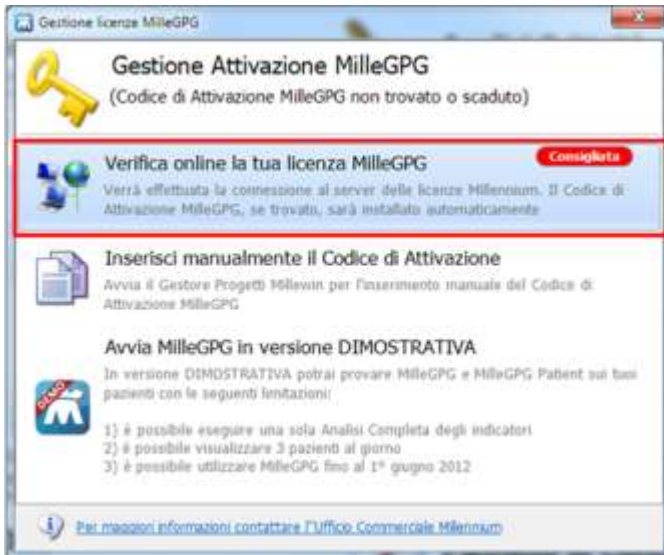 Gestione licenze MilleGPG
Gestione Attivazione MilleGPG
(Codice di Attivazione MilleGPG non trovato o scaduto)
Verifica online la tua licenza MilleGPG
Consigliata
Verrà effettuata la connessione al server delle licenze Millennium. Il Codice di
Attivazione MilleGPG, se trovato, sarà installato automaticamente
Inserisci manualmente il Codice di Attivazione
Avvia il Gestore Progetti Millewin per l'inserimento manuale del Codice di
Attivazione MilleGPG
Avvia MilleGPG in versione DIMOSTRATIVA
In versione DIMOSTRATIVA potrai provare MilleGPG e MilleGPG Patient sui tuoi
pazienti con le seguenti limitazioni:
DEMO
1) è possibile eseguire una sola Analisi Completa degli indicatori
2) è possibile visualizzare 3 pazienti al giorno
3) è possibile utilizzare MilleGPG fino al 1° giugno 2012
Per maggiori informazioni contattare l'Ufficio Commerciale Millennium